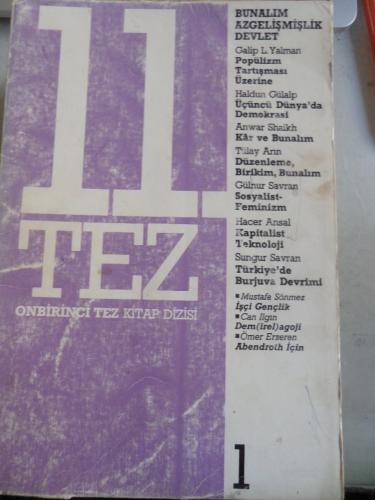 11.
TEZ
ONBİRİNCİ TEZ KİTAP DİZİSİ
BUNALIM
AZGELİŞMİŞLİK
DEVLET
Galip L. Yalman
Popülizm
Tartışması
Üzerine
Haldun Gülalp
Üçüncü Dünya'da
Demokrasi
Anwar Shaikh
Kâr ve Bunalım
Tülay Arın
Düzenleme,
Birikim, Bunalım
Gülnur Savran
Sosyalist-
Feminizm
Hacer Ansal
Kapitalist
Teknoloji
Sungur Savran
Türkiye'de
Burjuva Devrimi
▪ Mustafa Sönmez
İşçi Gençlik
▪ Can Ilgın
Dem(irel)agoji
▪ Ömer Erzeren
Abendroth İçin
1